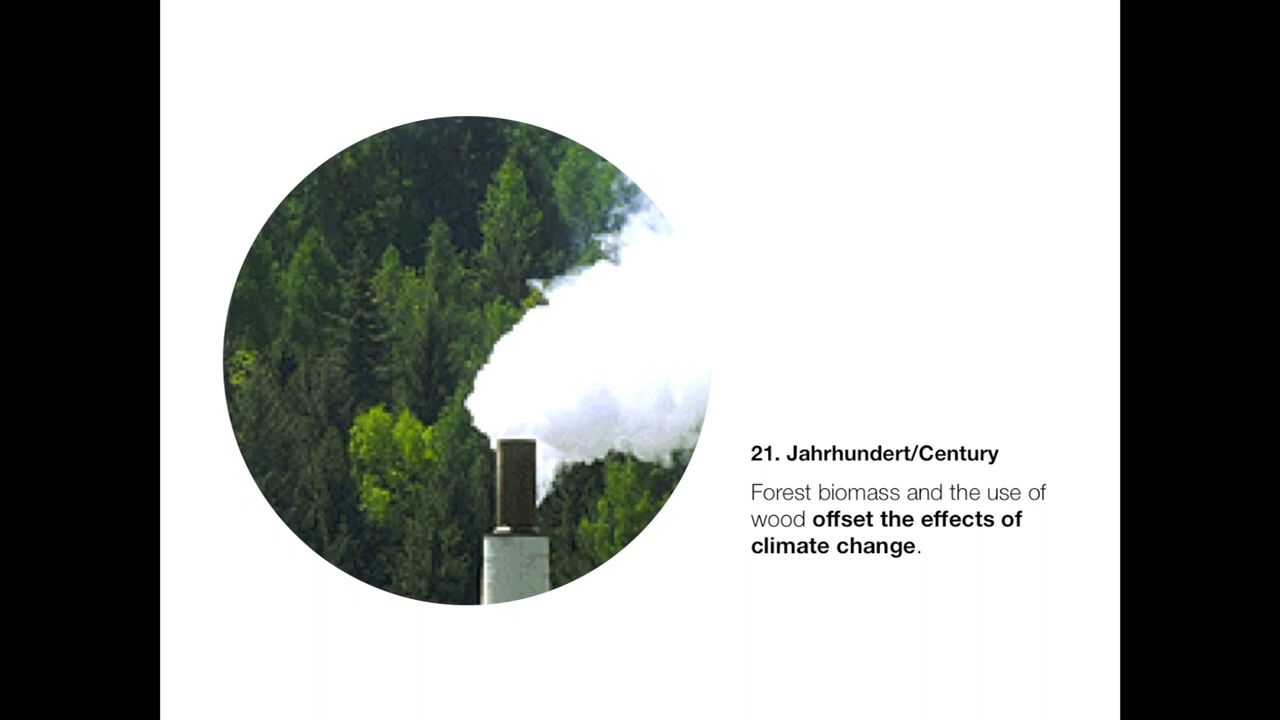 21. Jahrhundert/Century
Forest biomass and the use of
wood offset the effects of
climate change.